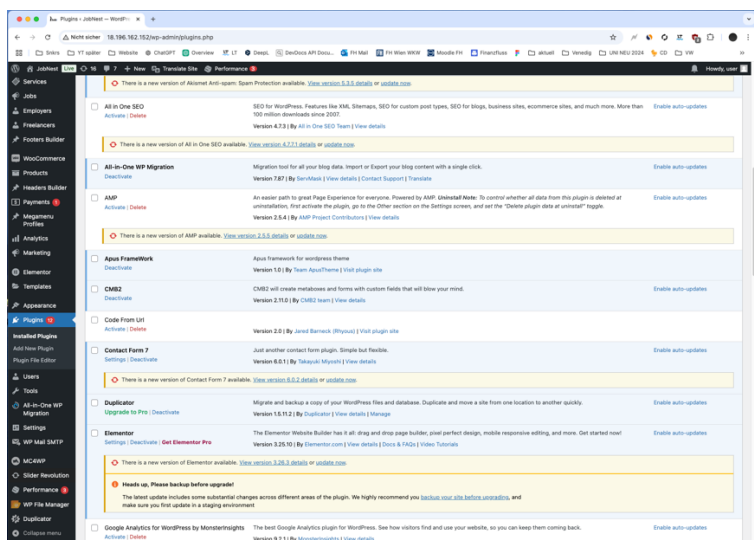 Plugins ‹ JobNest — WordPr
Nicht sicher 18.196.162.152/wp-admin/plugins.php
Snkrs YT später Website ChatGPT Overview LT DeepL DevDocs API Docu... FH Mail FH Wien WKW Moodle FH Finanzfluss aktuell Venedig UNI NEU 2024 CD VW
JobNest Live 16 7 + New Translate Site Performance Howdy, user
Services
Jobs
Employers
Freelancers
Footers Builder
WooCommerce
Products
Headers Builder
Payments 1
Megamenu
Profiles
Analytics
Marketing
Elementor
Templates
Appearance
Plugins 12
Installed Plugins
Add New Plugin
Plugin File Editor
Users
Tools
All-in-One WP
Migration
Settings
WP Mail SMTP
MC4WP
Slider Revolution
Performance
WP File Manager
Duplicator
Collapse menu
There is a new version of Akismet Anti-spam: Spam Protection available. View version 5.3.5 details or update now.
All in One SEO
Activate | Delete
SEO for WordPress. Features like XML Sitemaps, SEO for custom post types, SEO for blogs, business sites, ecommerce sites, and much more. More than
100 million downloads since 2007.
Version 4.7.3 | By All in One SEO Team | View details
Enable auto-updates
There is a new version of All in One SEO available. View version 4.7.7.1 details or update now.
All-in-One WP Migration
Deactivate
Migration tool for all your blog data. Import or Export your blog content with a single click.
Version 7.87 | By ServMask | View details | Contact Support | Translate
Enable auto-updates
AMP
Activate | Delete
An easier path to great Page Experience for everyone. Powered by AMP. Uninstall Note: To control whether all data from this plugin is deleted at
uninstallation, first activate the plugin, go to the Other section on the Settings screen, and set the "Delete plugin data at uninstall" toggle.
Version 2.5.4 | By AMP Project Contributors | View details
Enable auto-updates
There is a new version of AMP available. View version 2.5.5 details or update now.
Apus FrameWork
Deactivate
Apus framework for wordpress theme
Version 1.0 | By Team ApusTheme | Visit plugin site
CMB2
Deactivate
CMB2 will create metaboxes and forms with custom fields that will blow your mind.
Version 2.11.0 | By CMB2 team | View details
Enable auto-updates
Code From Url
Activate | Delete
Version 2.0 | By Jared Barneck (Rhyous) | Visit plugin site
Contact Form 7
Settings | Deactivate
Just another contact form plugin. Simple but flexible.
Version 6.0.1 | By Takayuki Miyoshi | View details
Enable auto-updates
There is a new version of Contact Form 7 available. View version 6.0.2 details or update now.
Duplicator
Upgrade to Pro | Deactivate
Migrate and backup a copy of your WordPress files and database. Duplicate and move a site from one location to another quickly.
Version 1.5.11.2 | By Duplicator | View details | Manage
Enable auto-updates
Elementor
Settings | Deactivate | Get Elementor Pro
The Elementor Website Builder has it all: drag and drop page builder, pixel perfect design, mobile responsive editing, and more. Get started now!
Version 3.25.10 | By Elementor.com | View details | Docs & FAQs | Video Tutorials
Enable auto-updates
There is a new version of Elementor available. View version 3.26.3 details or update now.
Heads up, Please backup before upgrade!
The latest update includes some substantial changes across different areas of the plugin. We highly recommend you backup your site before upgrading, and
make sure you first update in a staging environment
Google Analytics for WordPress by MonsterInsights
Activate | Delete
The best Google Analytics plugin for WordPress. See how visitors find and use your website, so you can keep them coming back.
Version 9.2.1 | By MonsterInsights | View details
Enable auto-updates